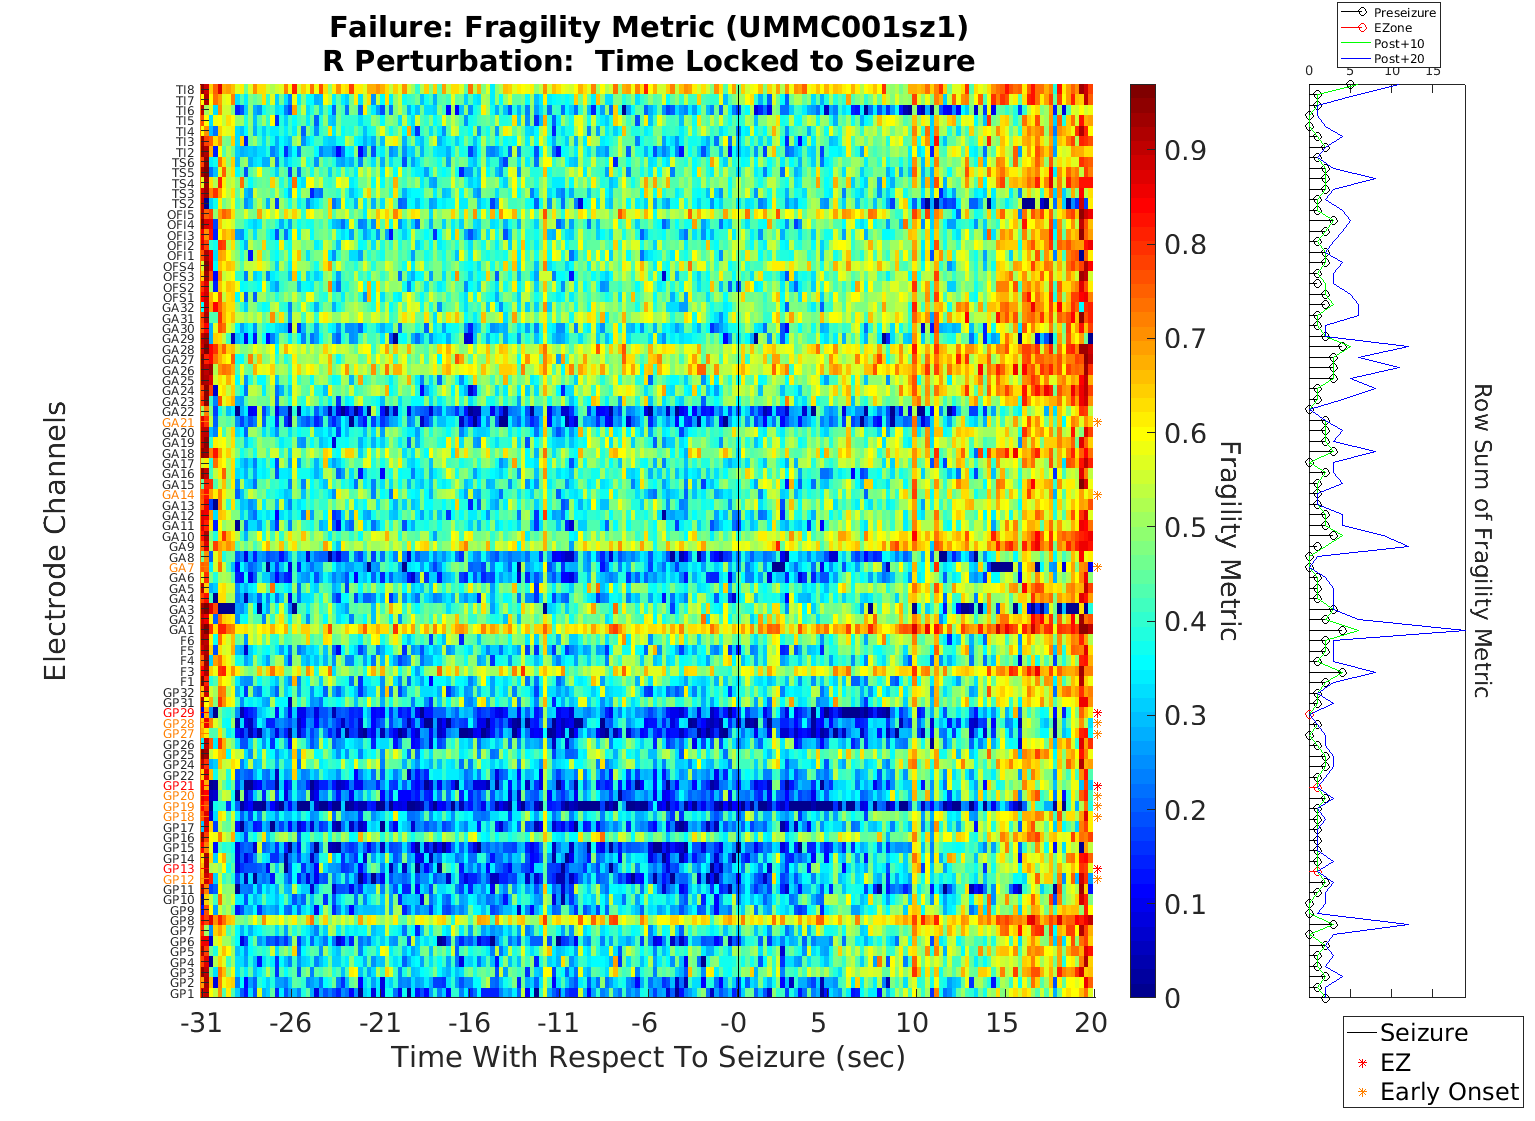 Failure: Fragility Metric (UMMC001sz1)
R Perturbation:  Time Locked to Seizure
Electrode Channels
TI8
TI7
TI6
TI5
TI4
TI3
TI2
TS6
TS5
TS4
TS3
TS2
OFI5
OFI4
OFI3
OFI2
OFI1
OFS4
OFS3
OFS2
OFS1
GA32
GA31
GA30
GA29
GA28
GA27
GA26
GA25
GA24
GA23
GA22
GA21
GA20
GA19
GA18
GA17
GA16
GA15
GA14
GA13
GA12
GA11
GA10
GA9
GA8
GA7
GA6
GA5
GA4
GA3
GA2
GA1
F6
F5
F4
F3
F1
GP32
GP31
GP29
GP28
GP27
GP26
GP25
GP24
GP22
GP21
GP20
GP19
GP18
GP17
GP16
GP15
GP14
GP13
GP12
GP11
GP10
GP9
GP8
GP7
GP6
GP5
GP4
GP3
GP2
GP1
-31 -26 -21 -16 -11 -6 -0 5 10 15 20
Time With Respect To Seizure (sec)
0.9
0.8
0.7
0.6
0.5
0.4
0.3
0.2
0.1
0
Fragility Metric
Preseizure
EZone
Post+10
Post+20
0 5 10 15
Row Sum of Fragility Metric
Seizure
EZ
Early Onset